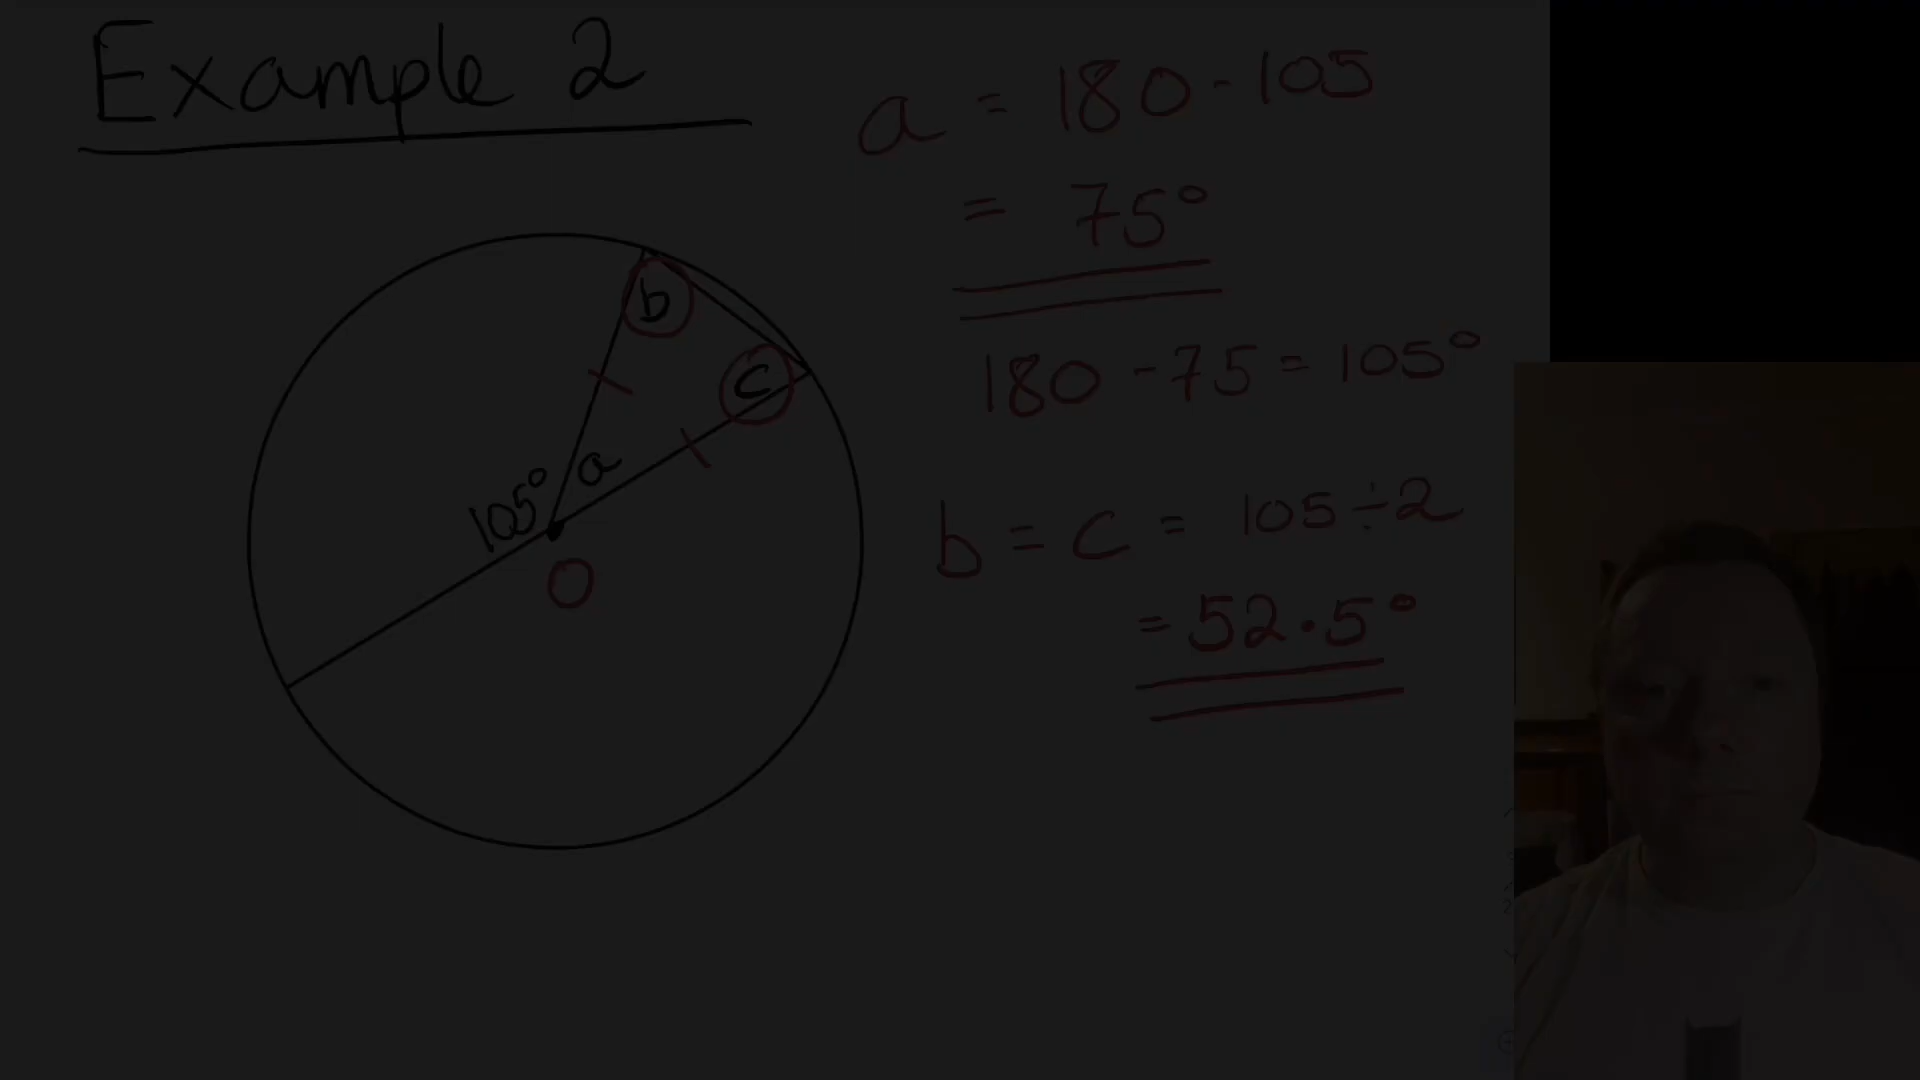 Example 2
a = 180 - 105
= 75°
180 - 75 = 105°
b = c = 105 ÷ 2
= 52.5°
b
c
a
105°
O